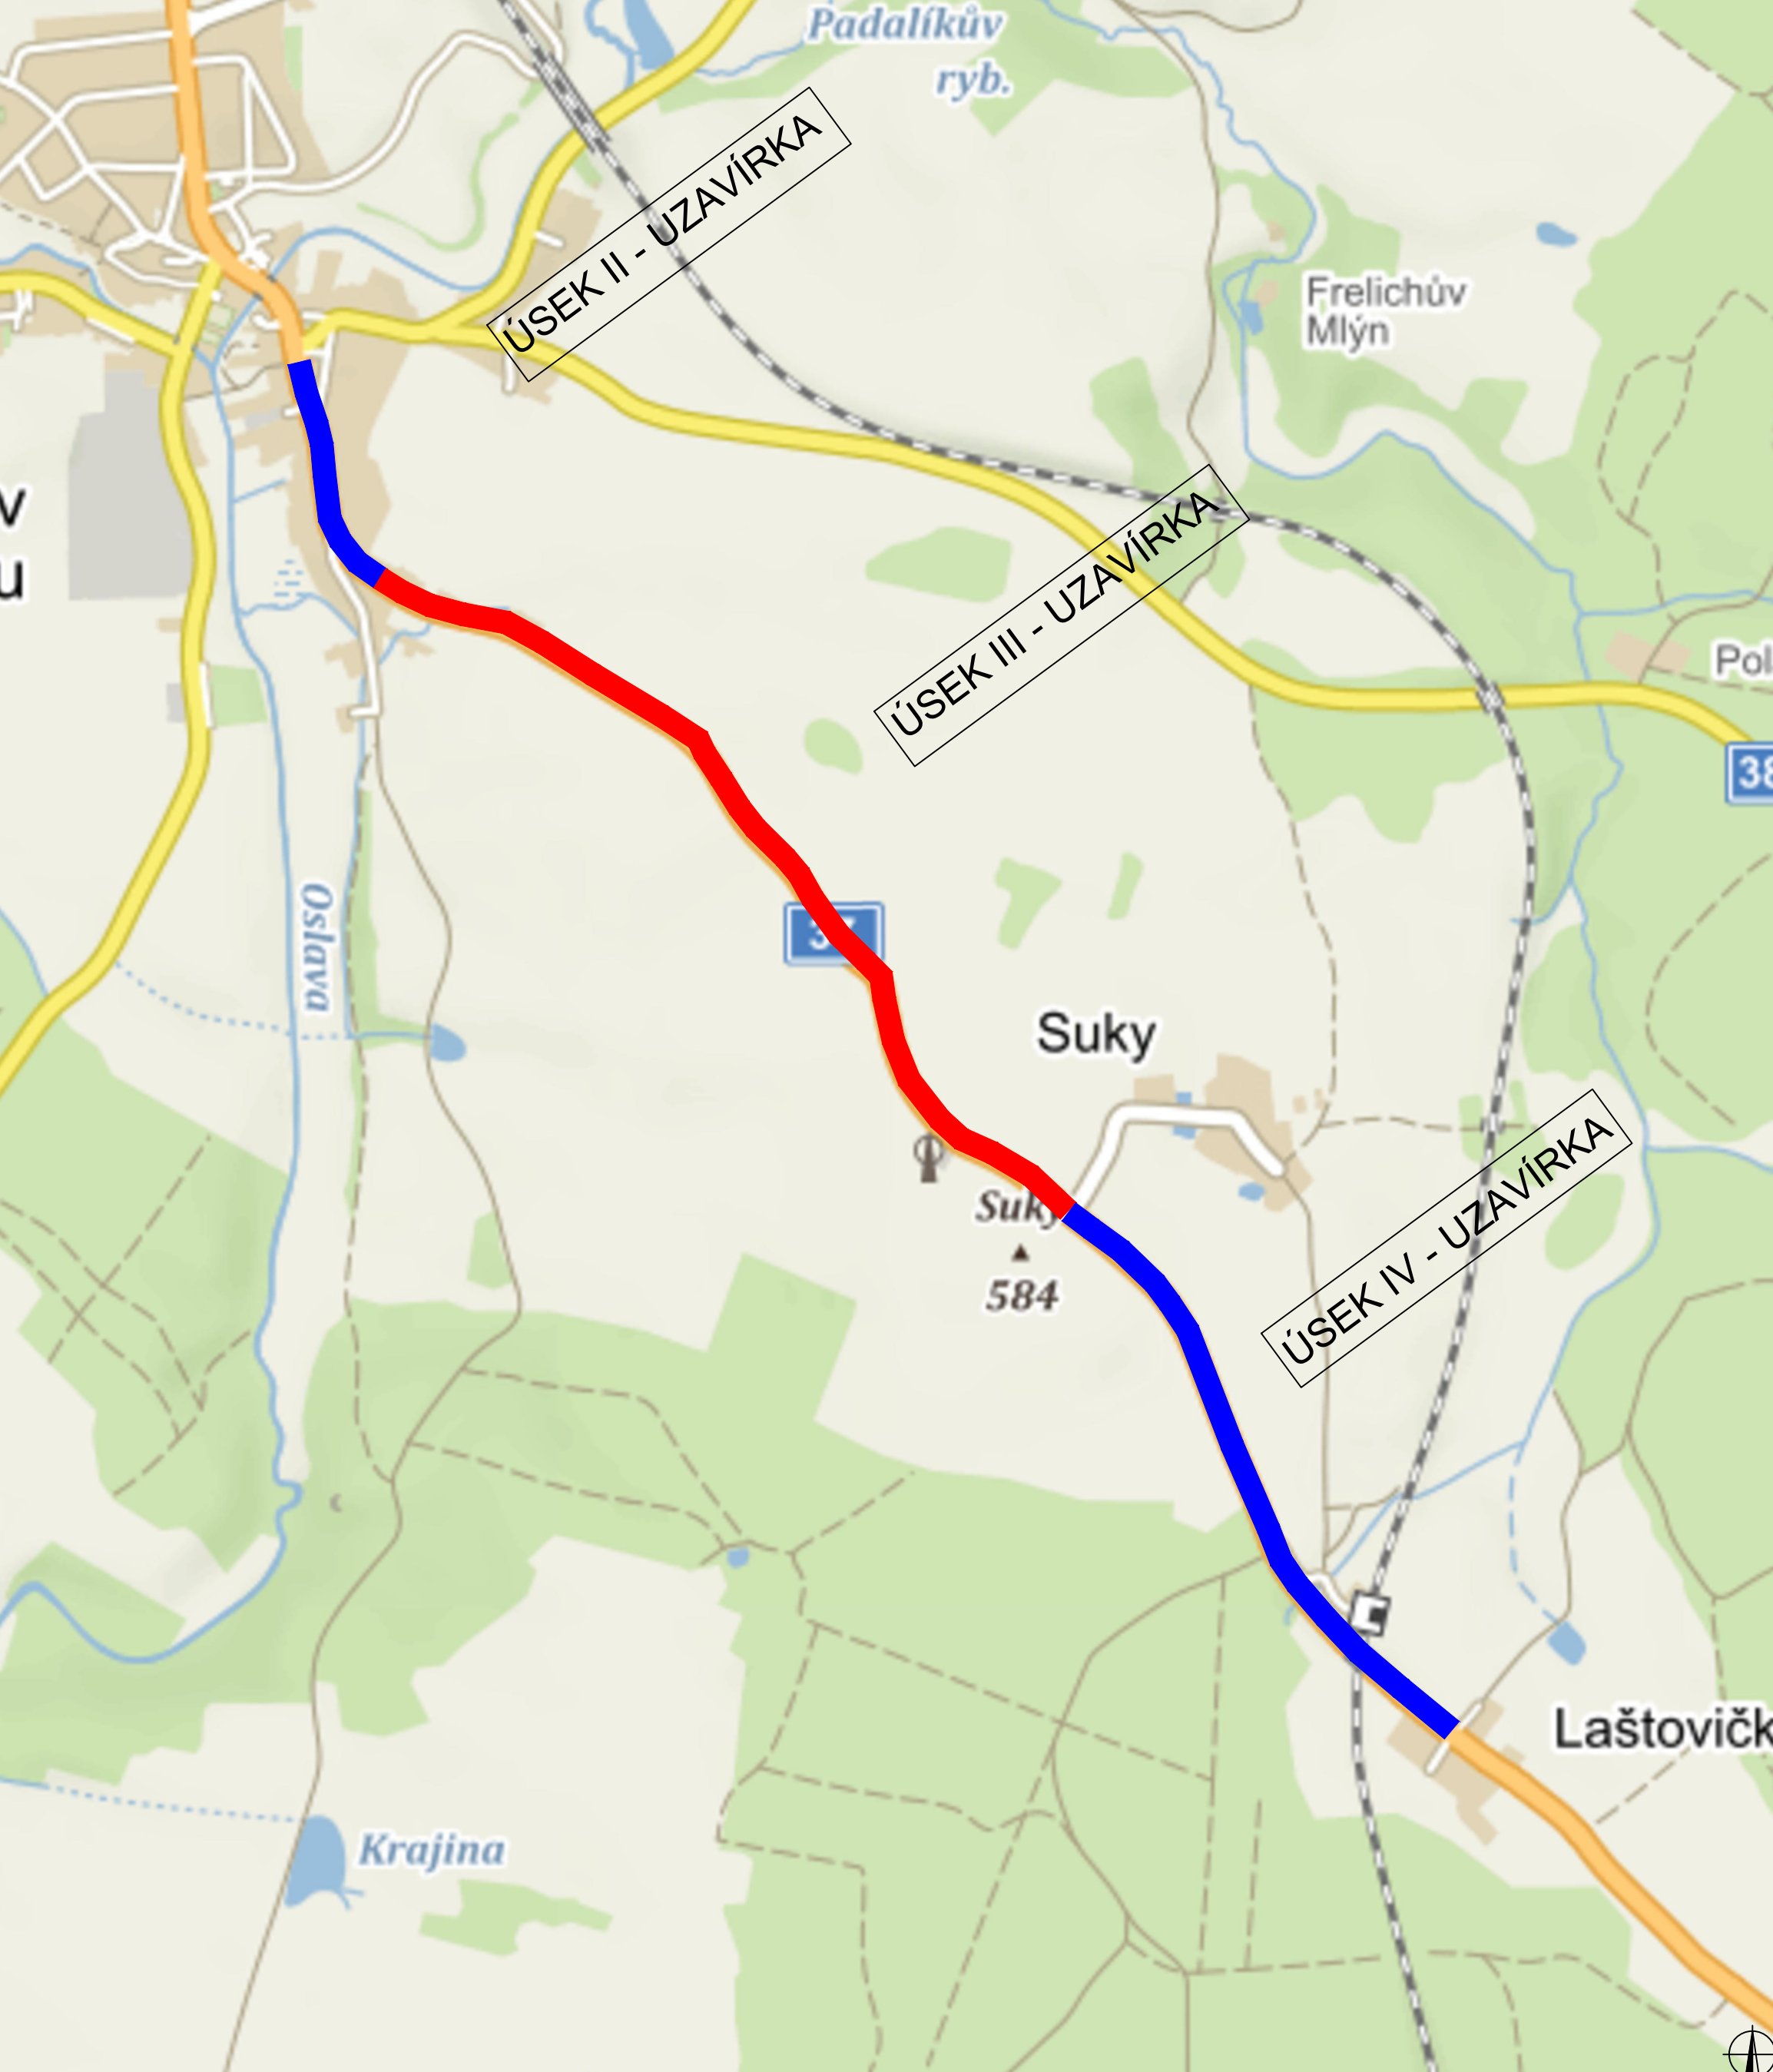 Padalíkův
ryb.
ÚSEK II - UZAVÍRKA
Frelichův
Mlýn
v
u
ÚSEK III - UZAVÍRKA
Pol
38
Oslava
Suky
ÚSEK IV - UZAVÍRKA
Suky
584
Laštovičk
Krajina